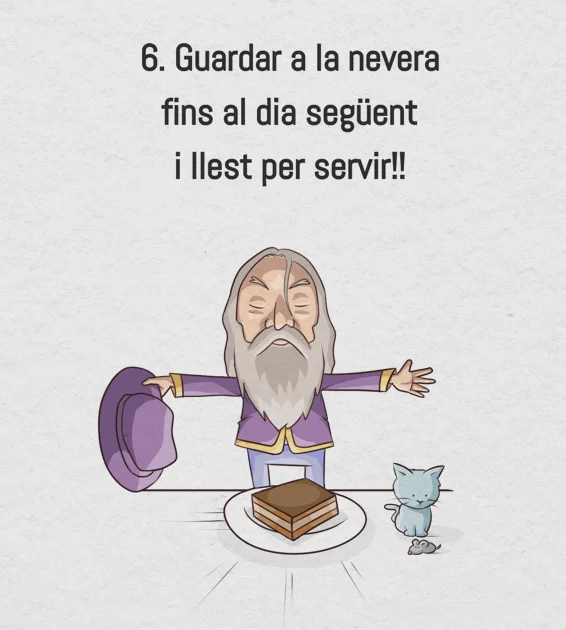 6. Guardar a la nevera
fins al dia següent
i llest per servir!!